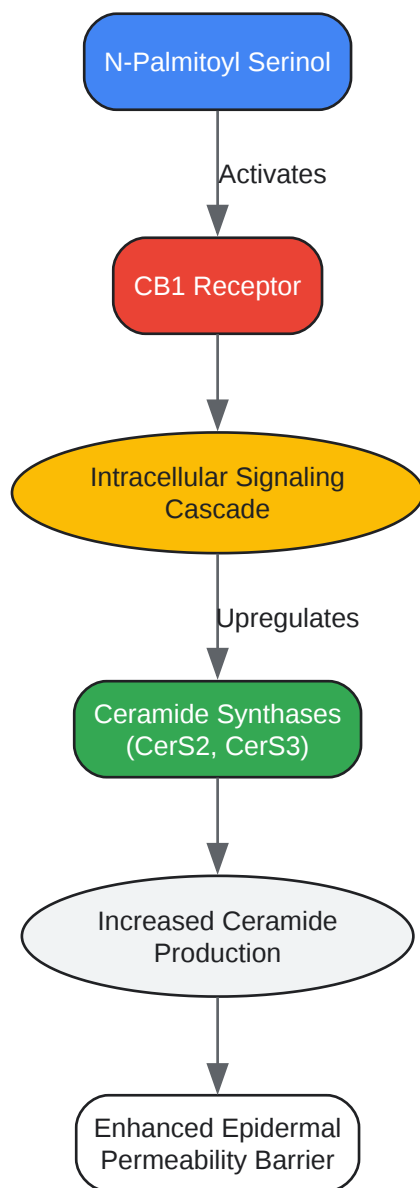 N-Palmitoyl Serinol
Activates
CB1 Receptor
Intracellular Signaling
Cascade
Upregulates
Ceramide Synthases
(CerS2, CerS3)
Increased Ceramide
Production
Enhanced Epidermal
Permeability Barrier